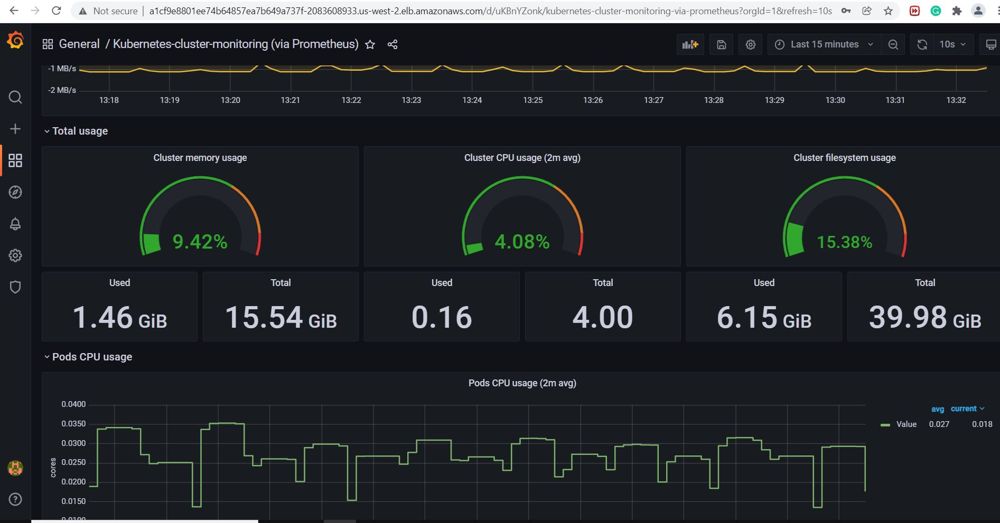 Not secure | a1cf9e8801ee74b64857ea7b649a737f-2083608933.us-west-2.elb.amazonaws.com/d/uKBnYZonk/kubernetes-cluster-monitoring-via-prometheus?orgId=1&refresh=10s
General / Kubernetes-cluster-monitoring (via Prometheus)
Last 15 minutes
10s
-1 MB/s
-2 MB/s
13:18 13:19 13:20 13:21 13:22 13:23 13:24 13:25 13:26 13:27 13:28 13:29 13:30 13:31 13:32
Total usage
Cluster memory usage
Cluster CPU usage (2m avg)
Cluster filesystem usage
9.42%
4.08%
15.38%
Used Total Used Total Used Total
1.46 GiB 15.54 GiB 0.16 4.00 6.15 GiB 39.98 GiB
Pods CPU usage
Pods CPU usage (2m avg)
avg current
Value 0.027 0.018
cores
0.0400
0.0350
0.0300
0.0250
0.0200
0.0150
0.0100